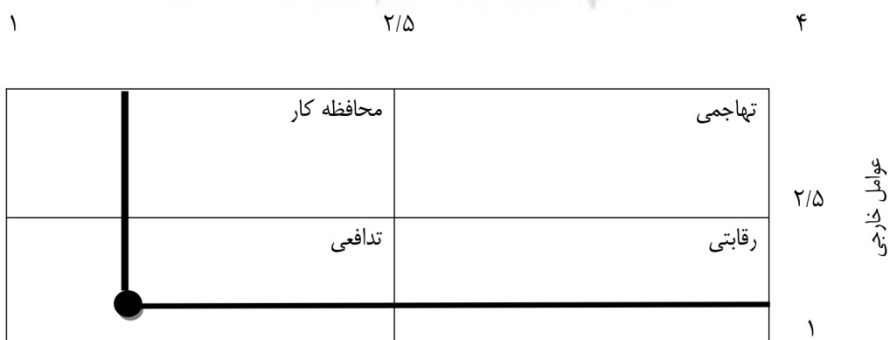 ۱ ۲/۵ ۴
محافظه کار
تهاجمی
۲/۵
عوامل خارجی
تدافعی
رقابتی
۱